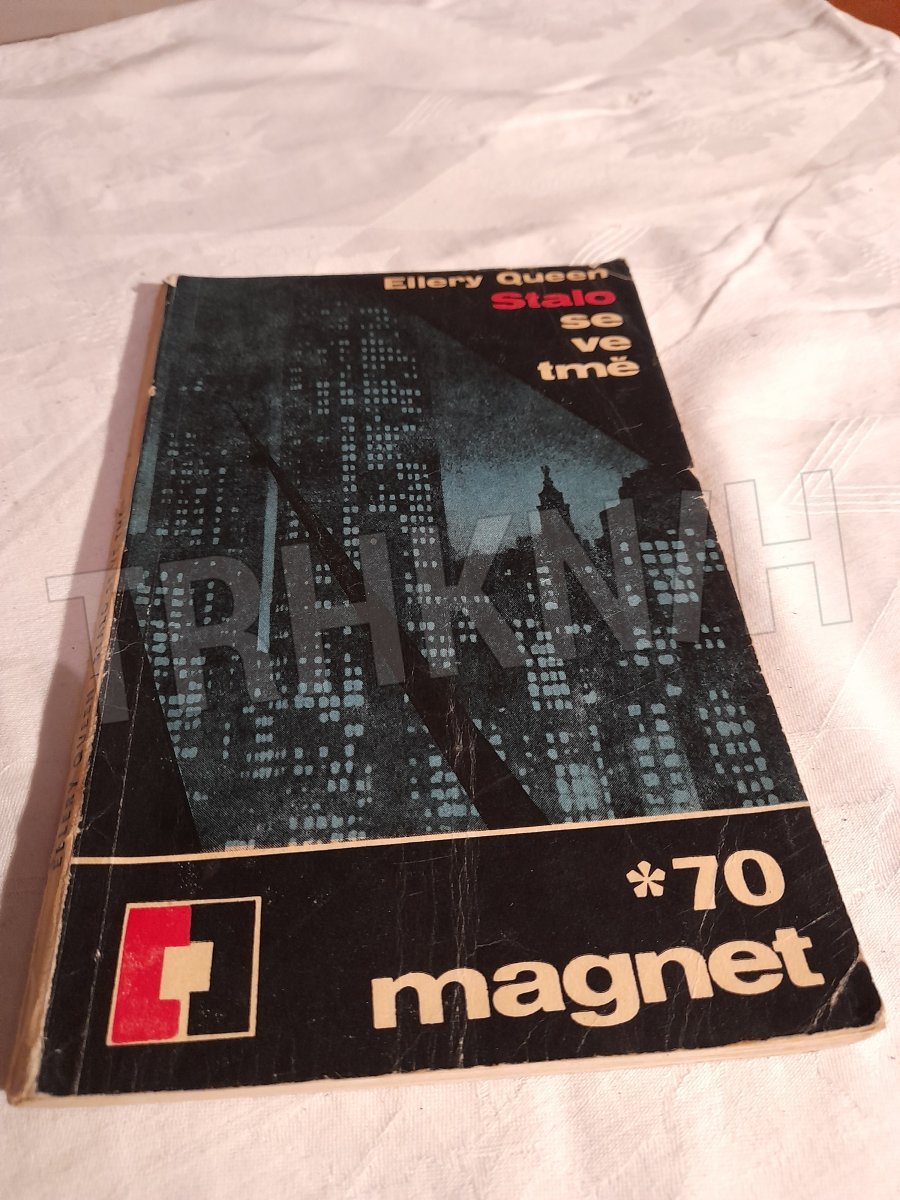 Ellery Queen
Stalo
se
ve
tmě
TRHKNIH
*70
magnet